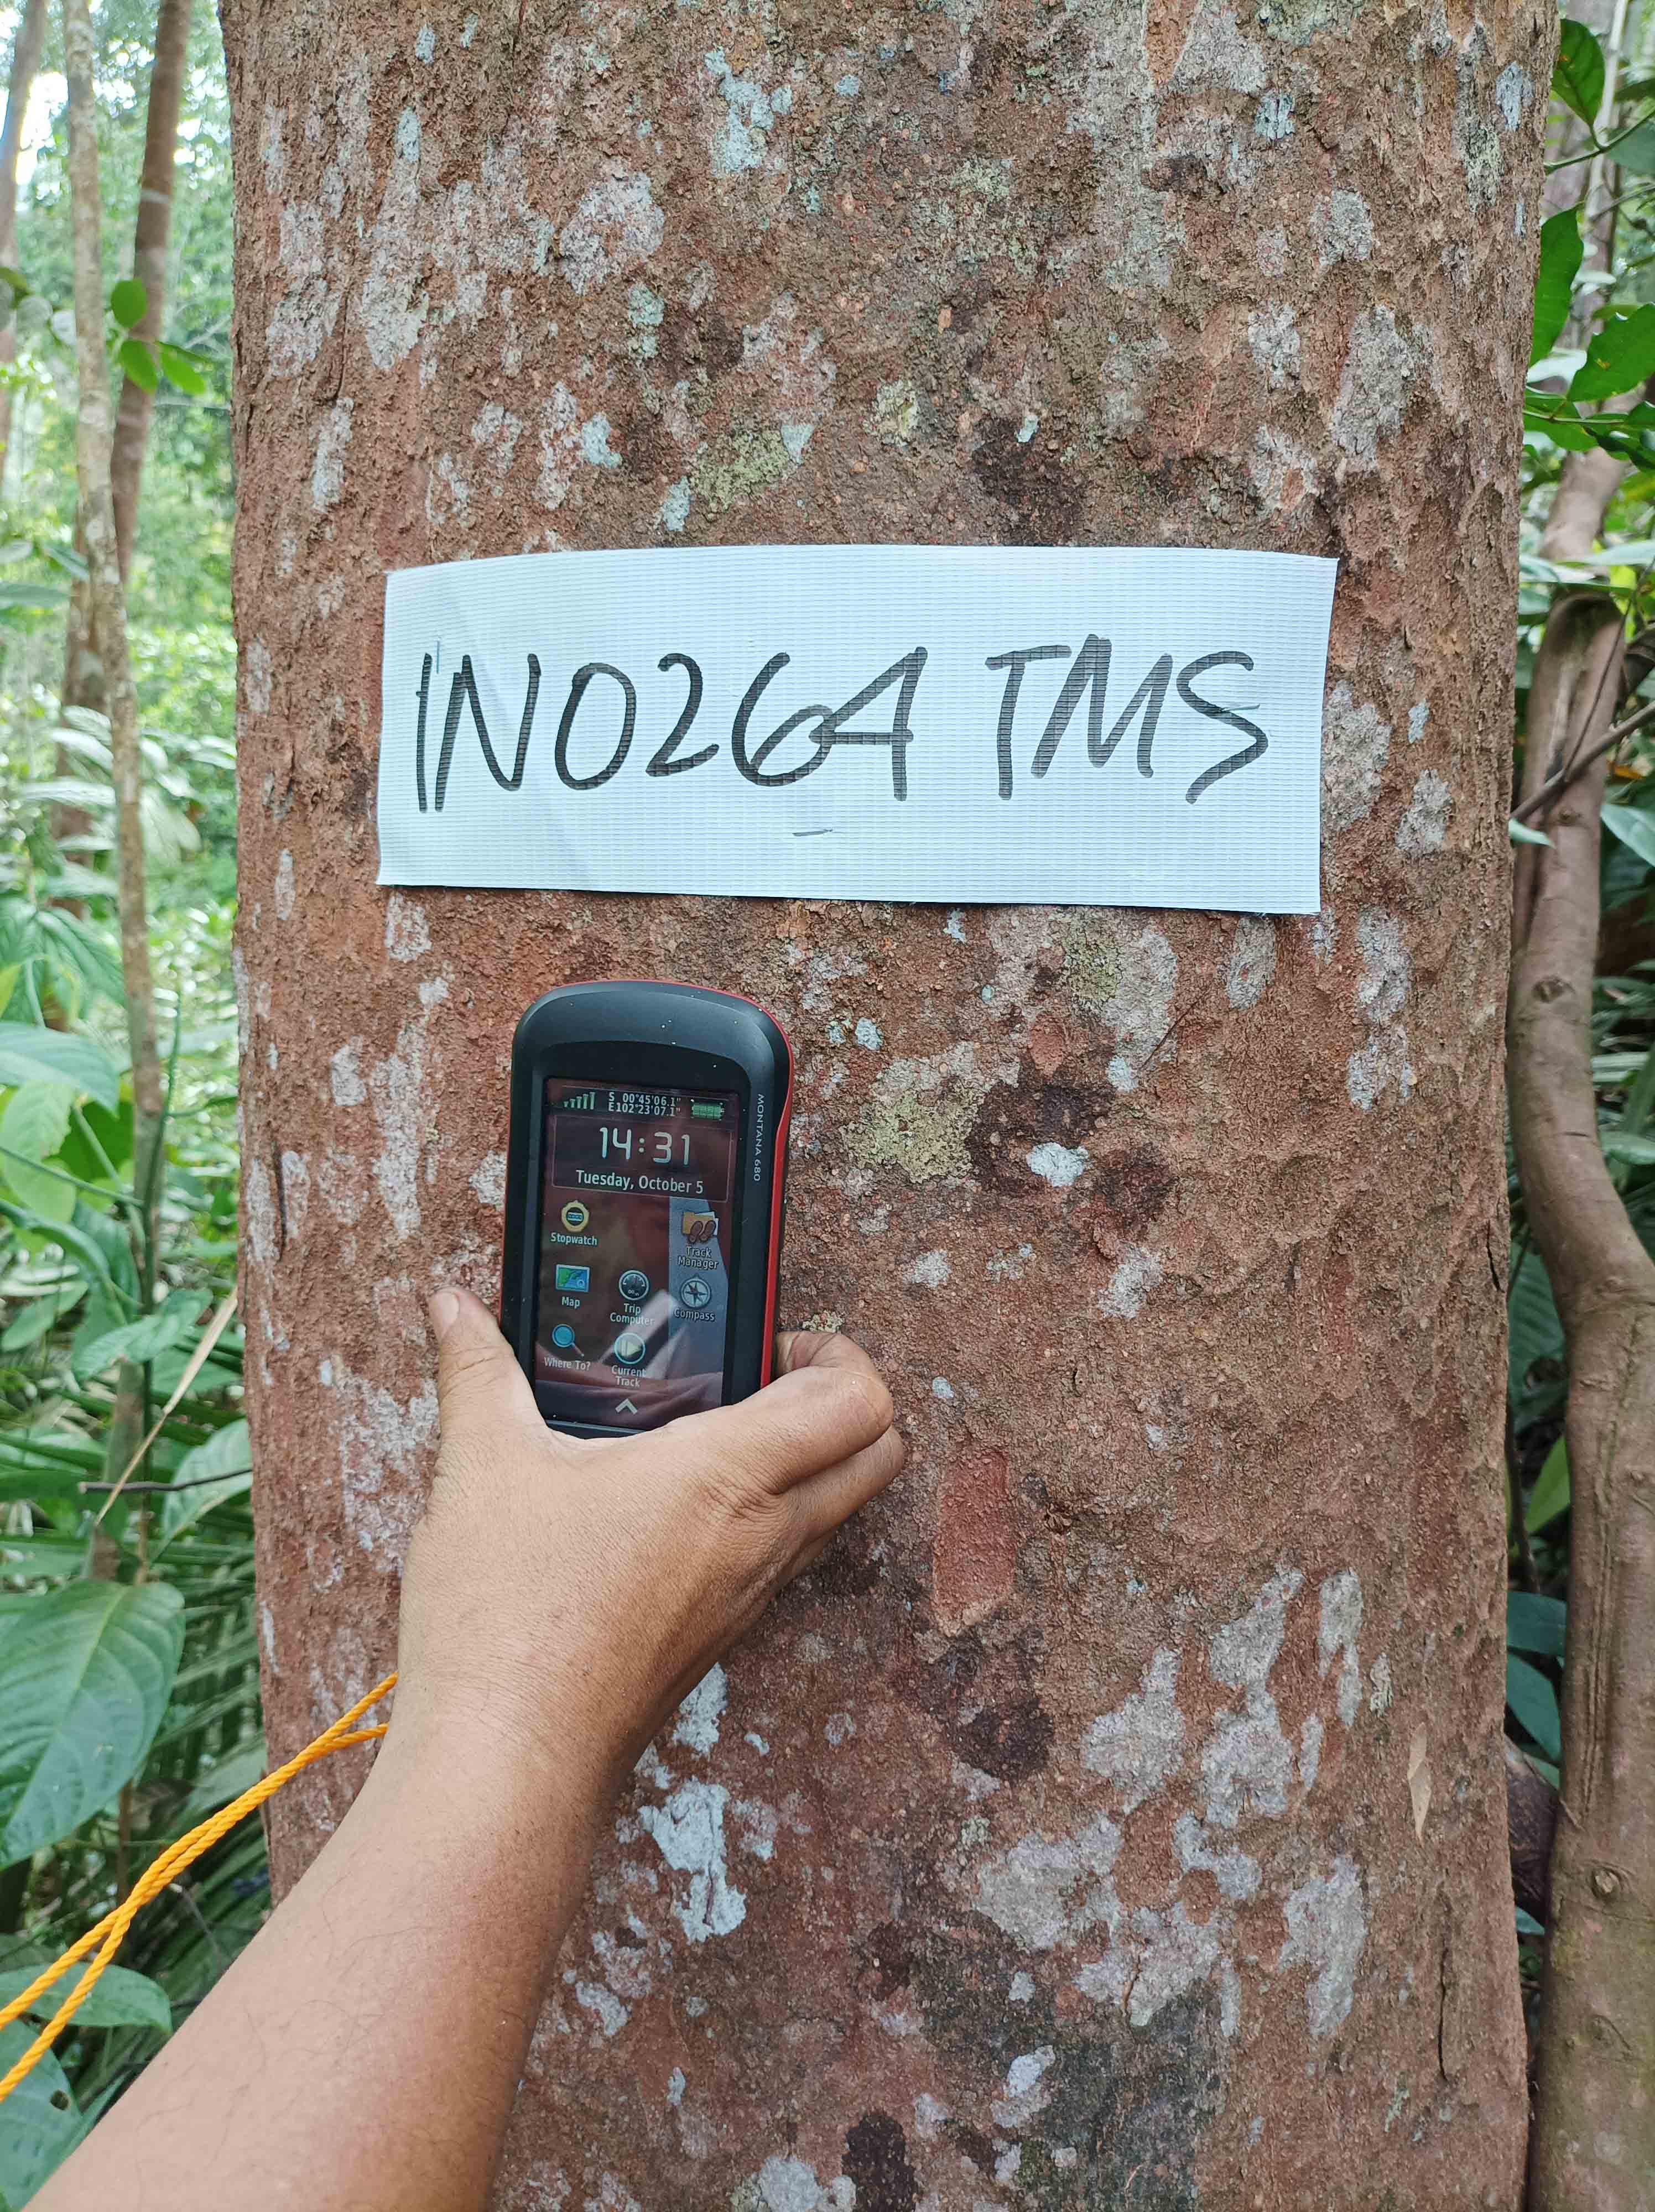 INO264 TMS
S 00°45'06.1"
E102°23'07.1"
14:31
Tuesday, October 5
MONTANA 680
Stopwatch
Track Manager
Map
Trip Computer
Compass
Where To?
Current Track